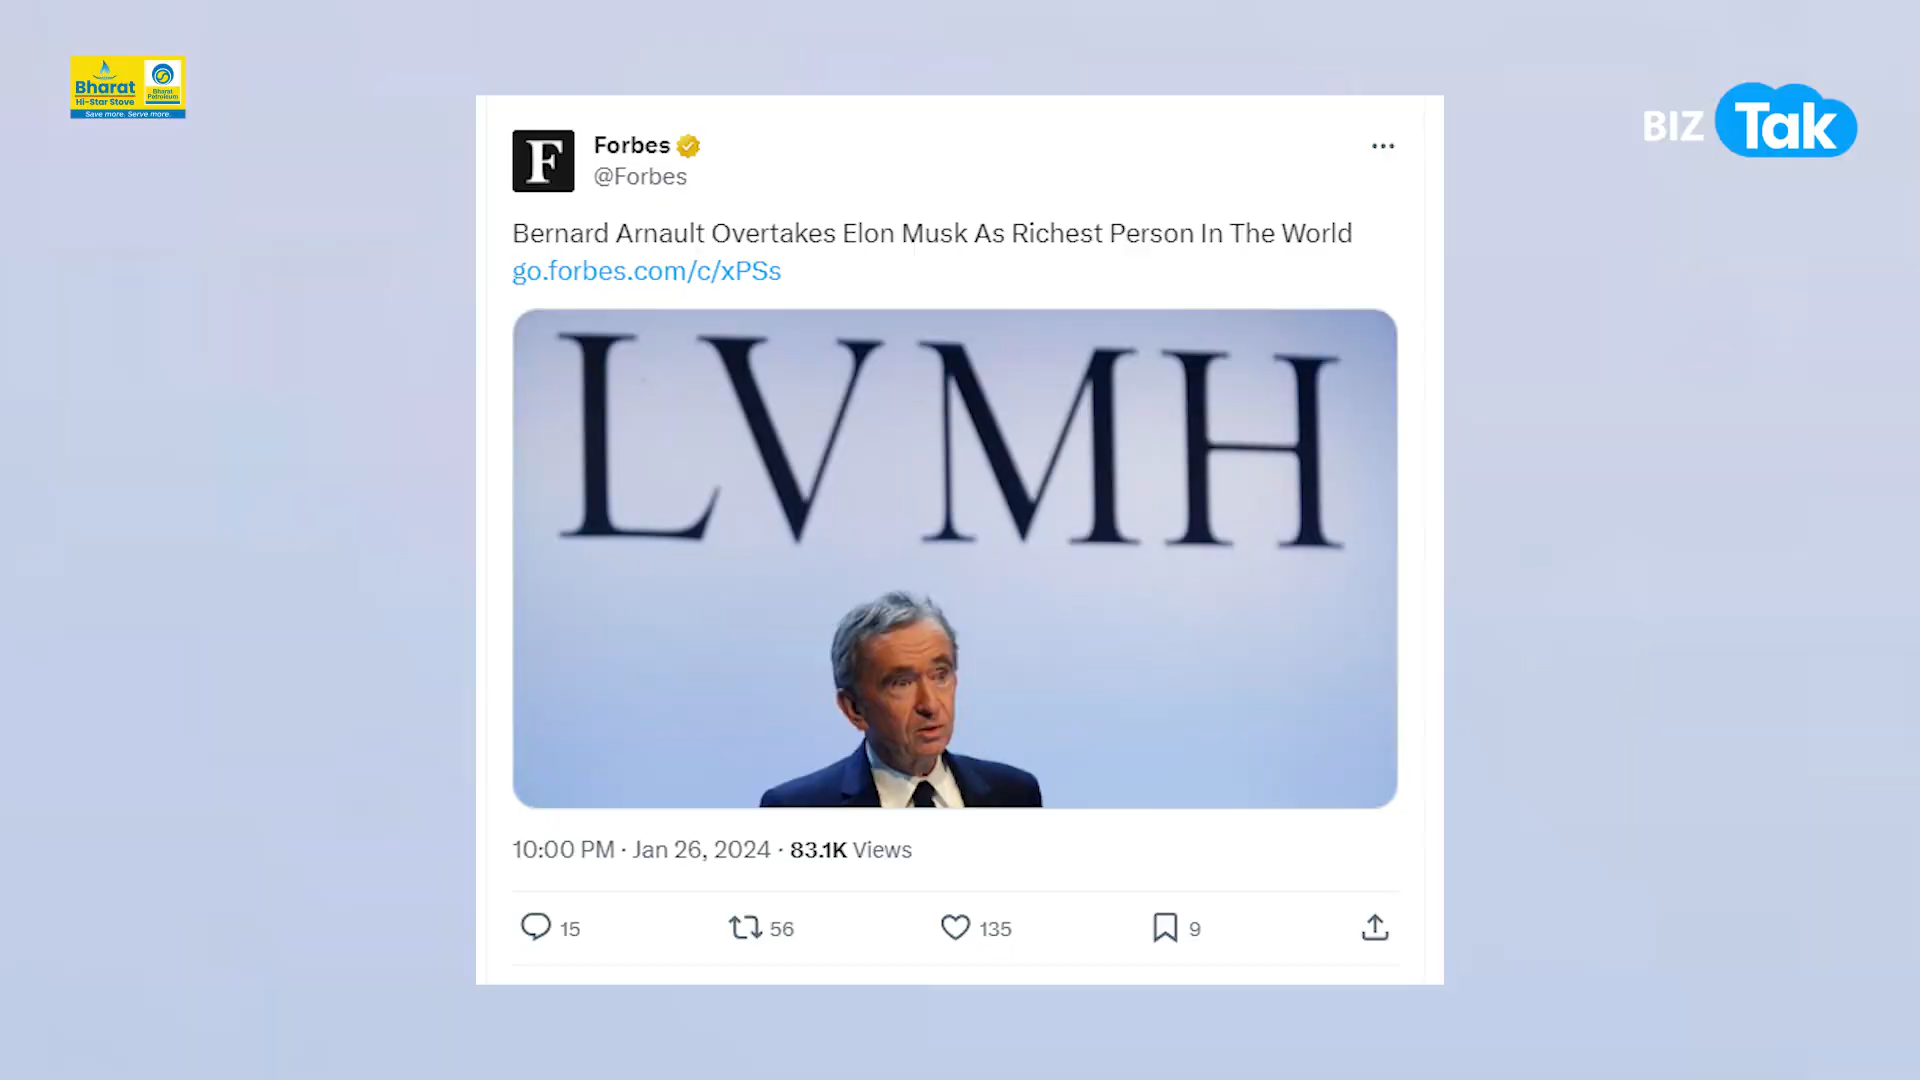 Bharat
Hi-Star Stove
Bharat
Petroleum
Save more. Serve more.
BIZ Tak
F
Forbes
@Forbes
Bernard Arnault Overtakes Elon Musk As Richest Person In The World
go.forbes.com/c/xPSs
LVMH
10:00 PM · Jan 26, 2024 · 83.1K Views
15 56 135 9